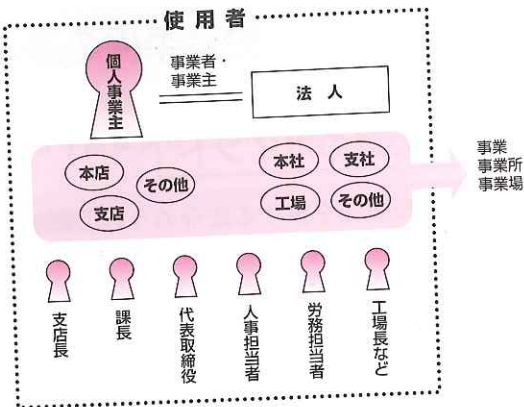 使用者
個人事業主
事業者・
事業主
法人
本店
支店
その他
本社
支社
工場
その他
事業
事業所
事業場
支店長
課長
代表取締役
人事担当者
労務担当者
工場長など